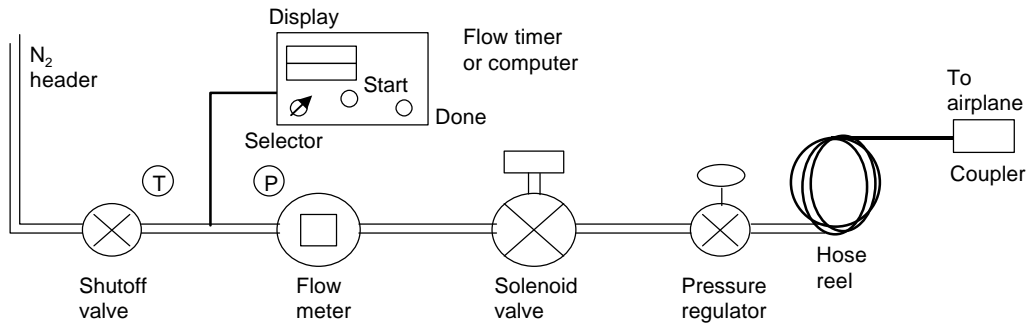 Display
N₂
header
Flow timer
or computer
Start
Done
Selector
To
airplane
Coupler
T
P
Shutoff
valve
Flow
meter
Solenoid
valve
Pressure
regulator
Hose
reel